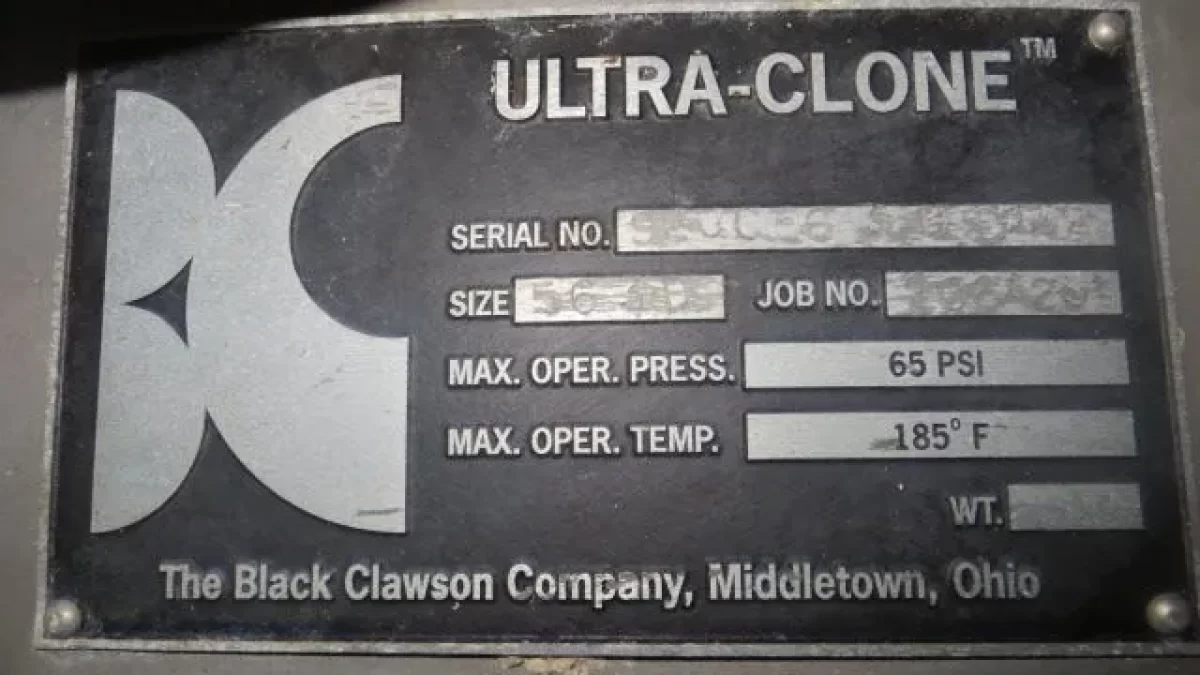 ULTRA-CLONE™
SERIAL NO.
SIZE JOB NO.
MAX. OPER. PRESS. 65 PSI
MAX. OPER. TEMP. 185° F
WT.
The Black Clawson Company, Middletown, Ohio